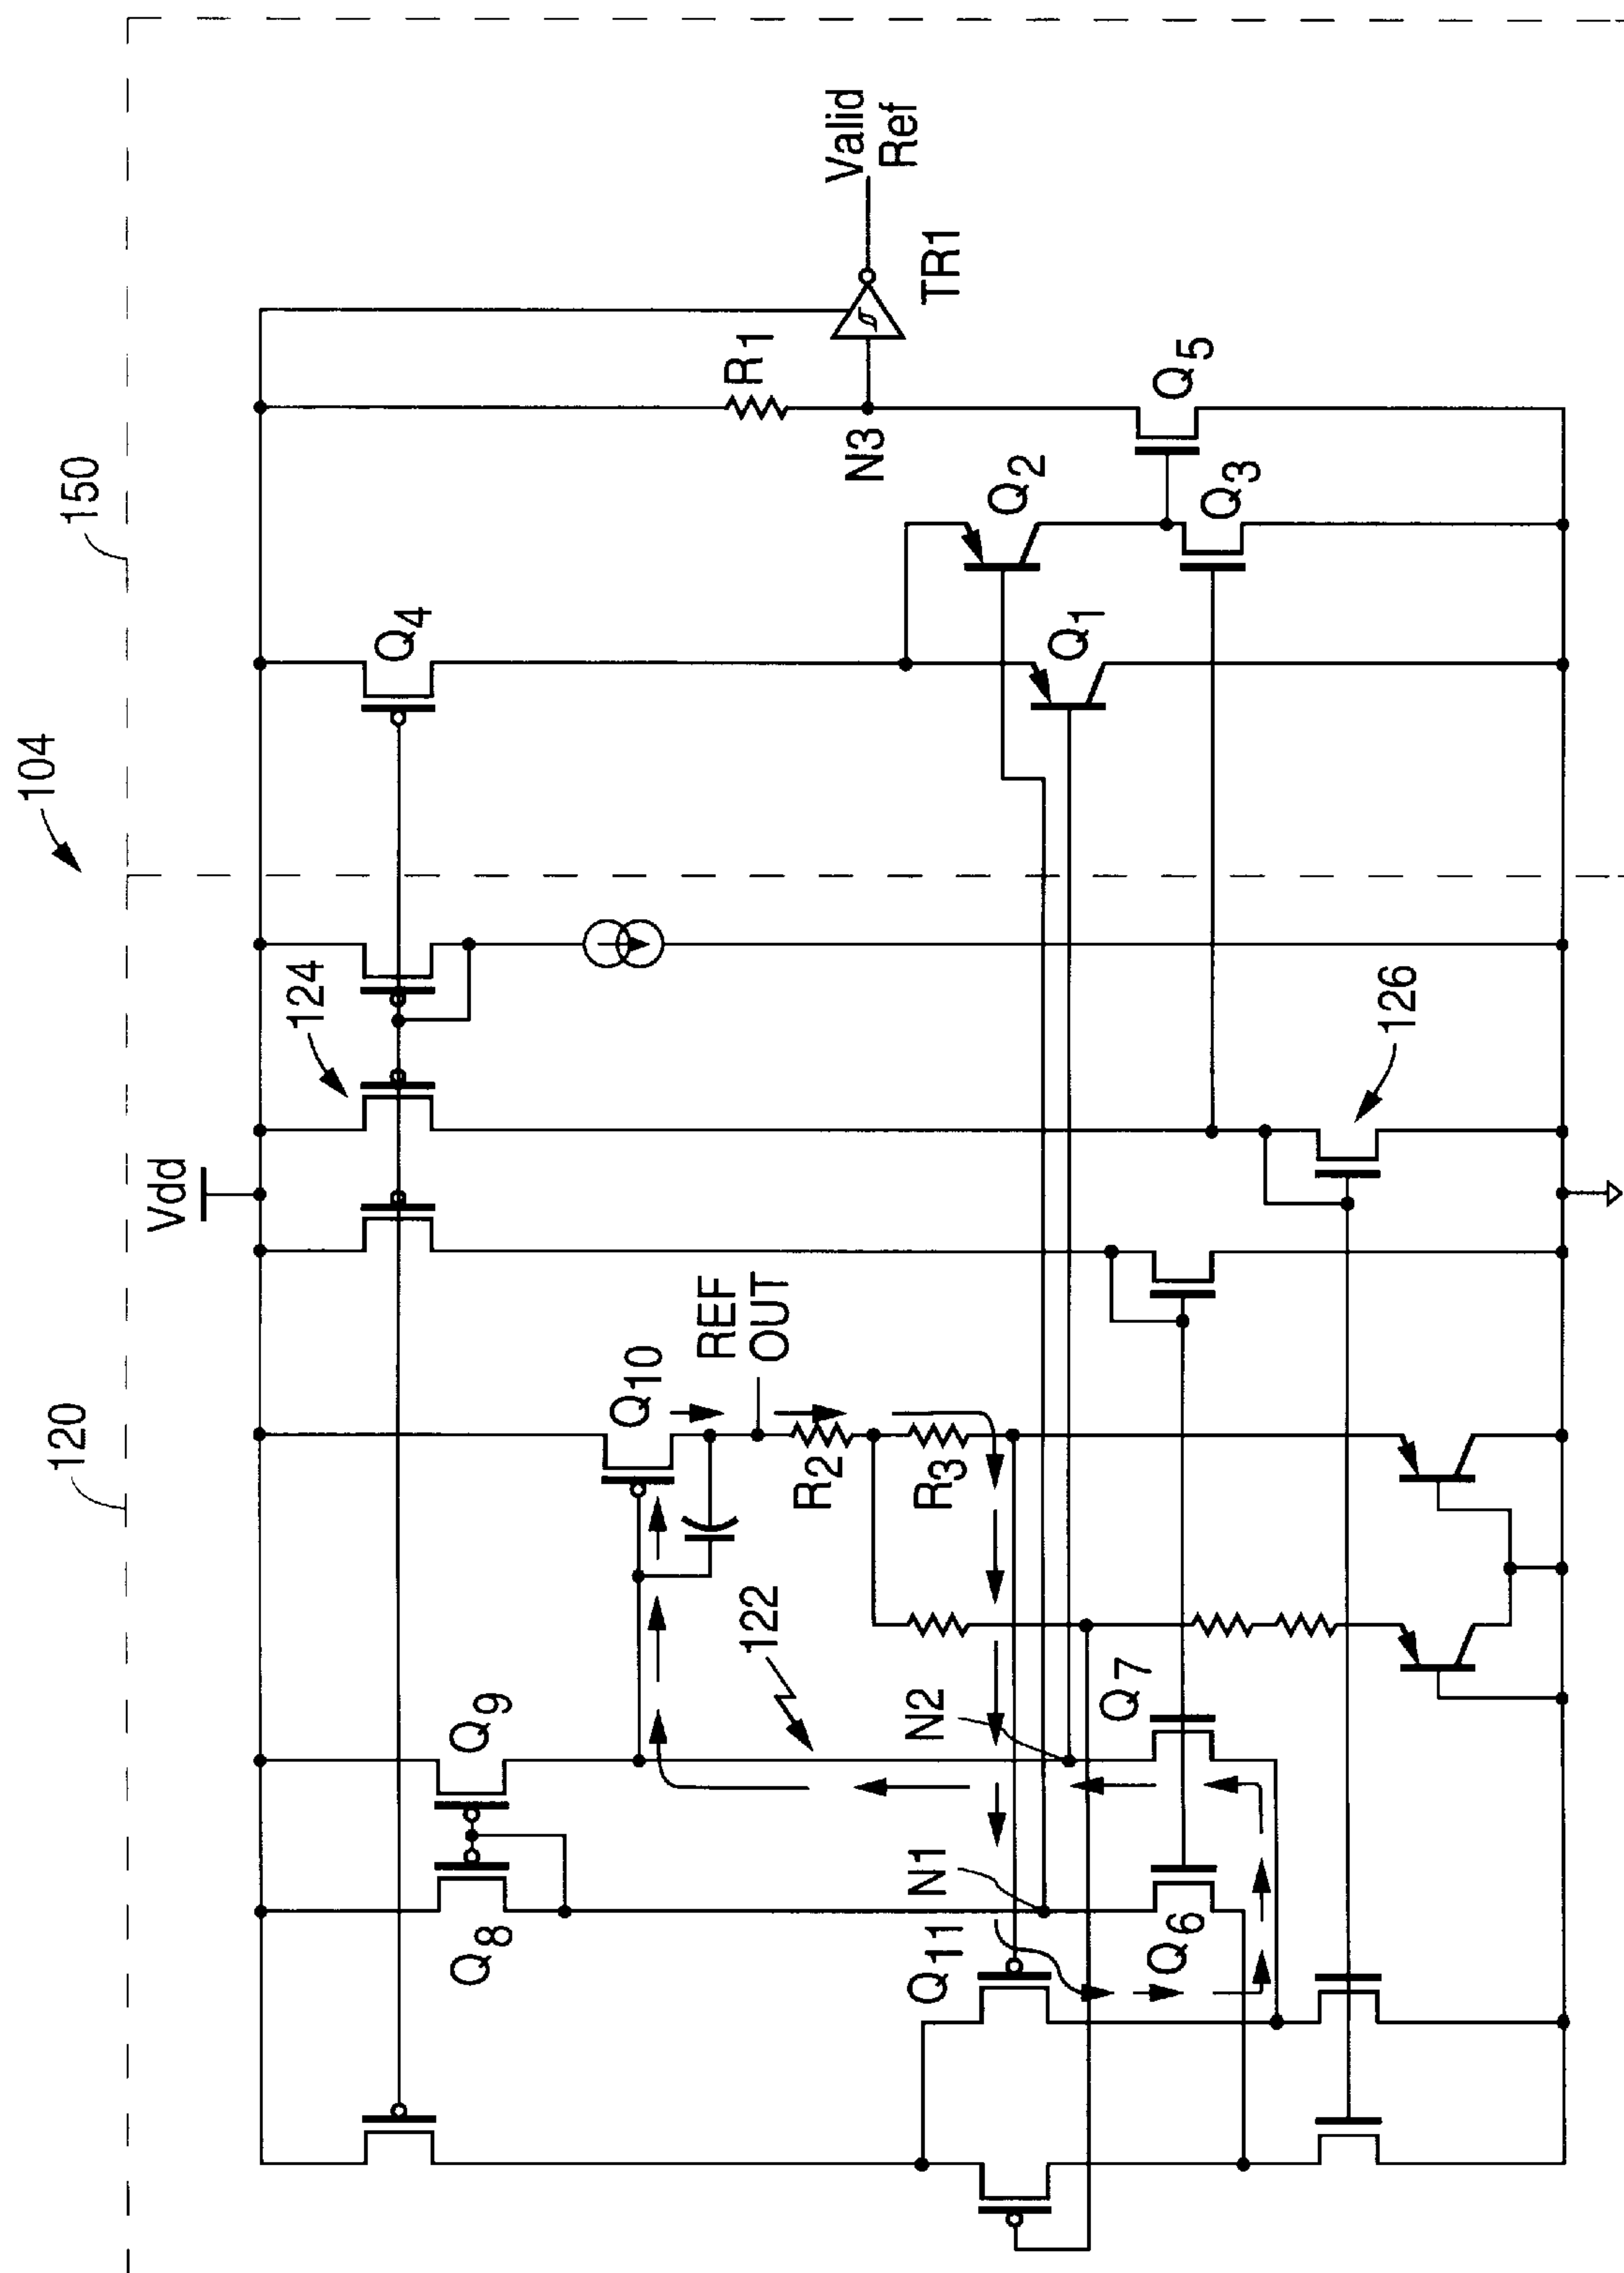 104
120
150
Vdd
124
Q4
Valid
Ref
TR1
R1
N3
Q5
Q2
Q3
Q1
126
REF
OUT
Q10
R2
R3
122
Q9
Q8
N2
Q7
N1
Q11
Q6